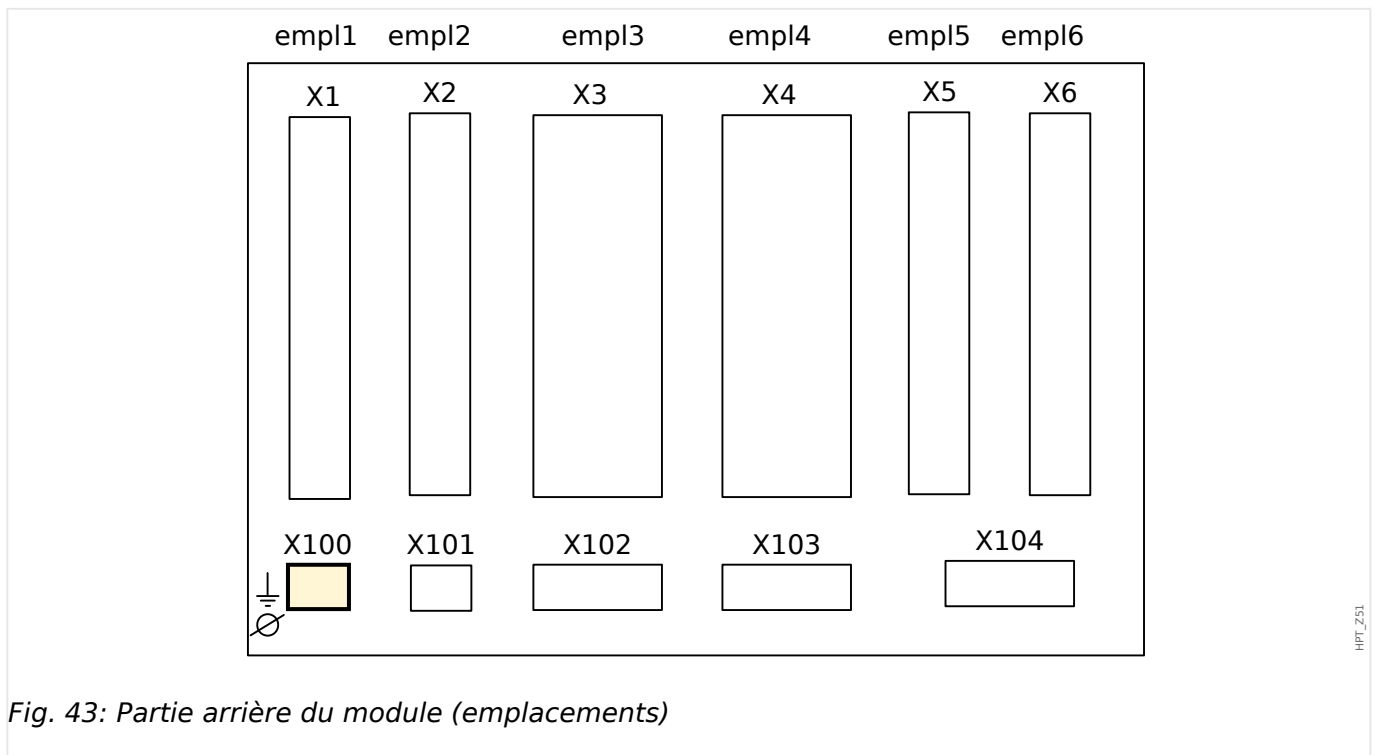 empl1 empl2 empl3 empl4 empl5 empl6
X1 X2 X3 X4 X5 X6
X100 X101 X102 X103 X104
HPT_Z51
Fig. 43: Partie arrière du module (emplacements)